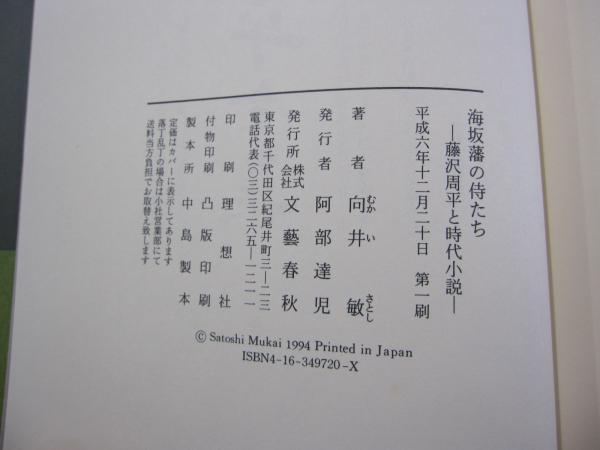 海坂藩の侍たち
―藤沢周平と時代小説―
平成六年十二月二十日　第一刷
著者　向井　敏
むかい　さとし
発行者　阿部達児
発行所　株式会社　文藝春秋
東京都千代田区紀尾井町三―二三
電話代表(〇三)三二六五―一二一一
印刷　理想社
付物印刷　凸版印刷
製本所　中島製本
定価はカバーに表示してあります
落丁乱丁の場合は小社営業部にて
送料当方負担でお取替え致します
© Satoshi Mukai 1994 Printed in Japan
ISBN4-16-349720-X